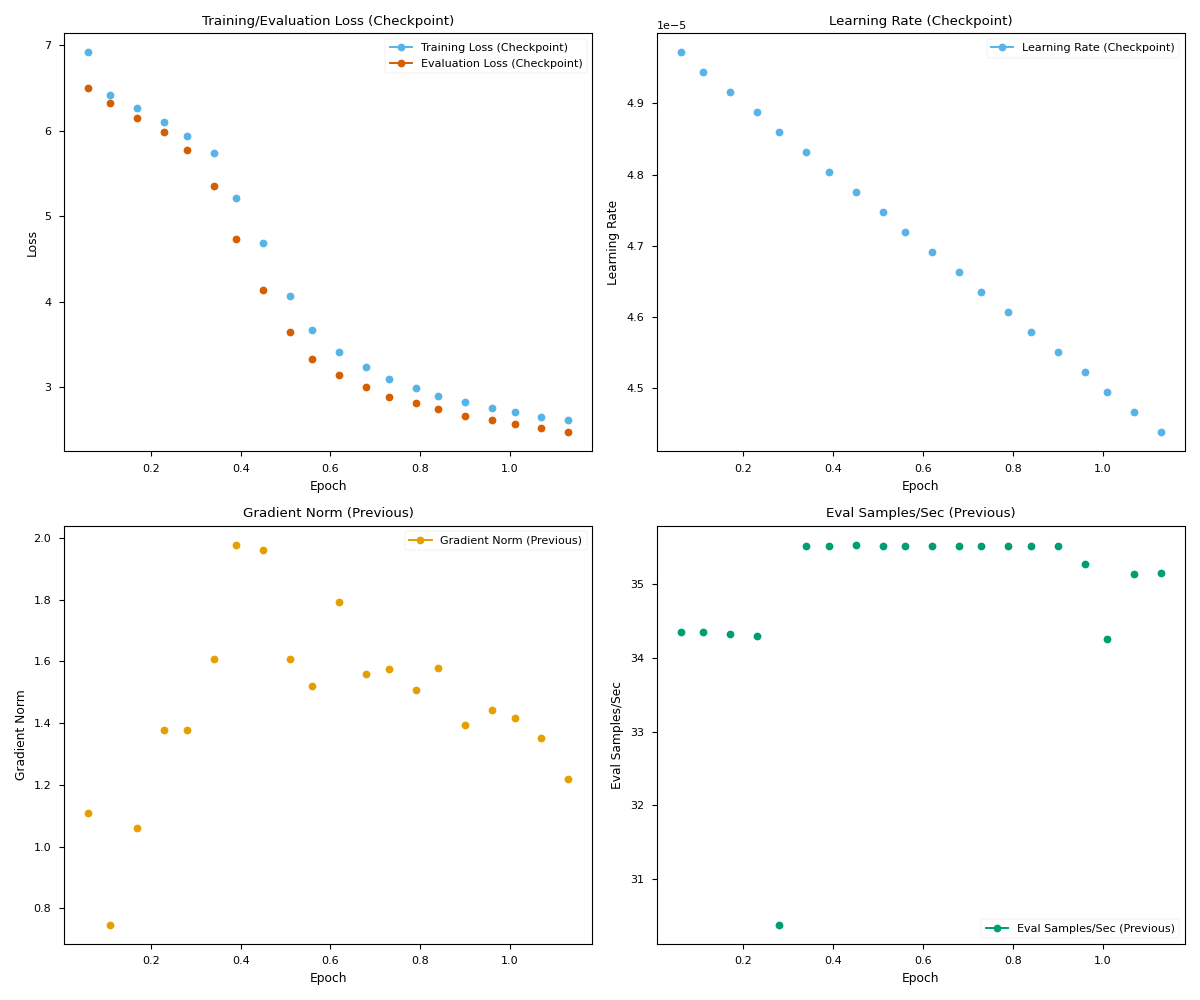 Training/Evaluation Loss (Checkpoint)
7
6
5
4
3
0.2
0.4
0.6
0.8
1.0
Loss
Epoch
Training Loss (Checkpoint)
Evaluation Loss (Checkpoint)
Learning Rate (Checkpoint)
1e−5
4.9
4.8
4.7
4.6
4.5
0.2
0.4
0.6
0.8
1.0
Learning Rate
Epoch
Learning Rate (Checkpoint)
Gradient Norm (Previous)
2.0
1.8
1.6
1.4
1.2
1.0
0.8
0.2
0.4
0.6
0.8
1.0
Gradient Norm
Epoch
Gradient Norm (Previous)
Eval Samples/Sec (Previous)
35
34
33
32
31
0.2
0.4
0.6
0.8
1.0
Eval Samples/Sec
Epoch
Eval Samples/Sec (Previous)